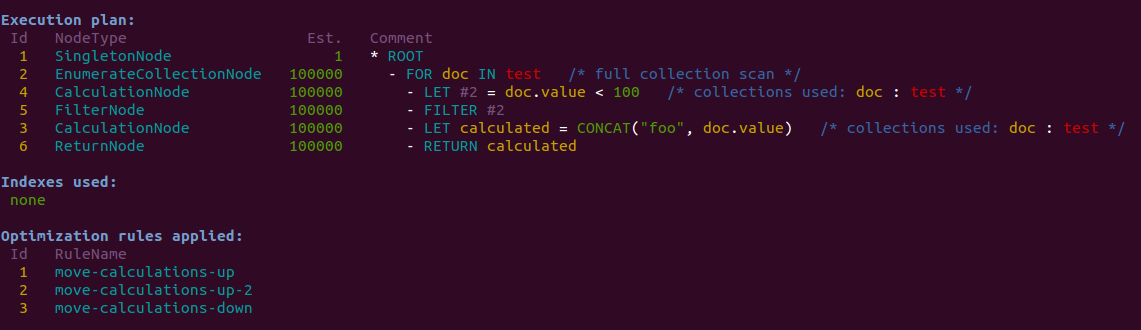 Execution plan:
Id   NodeType                    Est.   Comment
1   SingletonNode                  1   * ROOT
2   EnumerateCollectionNode   100000     - FOR doc IN test   /* full collection scan */
4   CalculationNode           100000       - LET #2 = doc.value < 100   /* collections used: doc : test */
5   FilterNode                100000       - FILTER #2
3   CalculationNode           100000       - LET calculated = CONCAT("foo", doc.value)   /* collections used: doc : test */
6   ReturnNode                100000       - RETURN calculated
Indexes used:
none
Optimization rules applied:
Id   RuleName
1   move-calculations-up
2   move-calculations-up-2
3   move-calculations-down